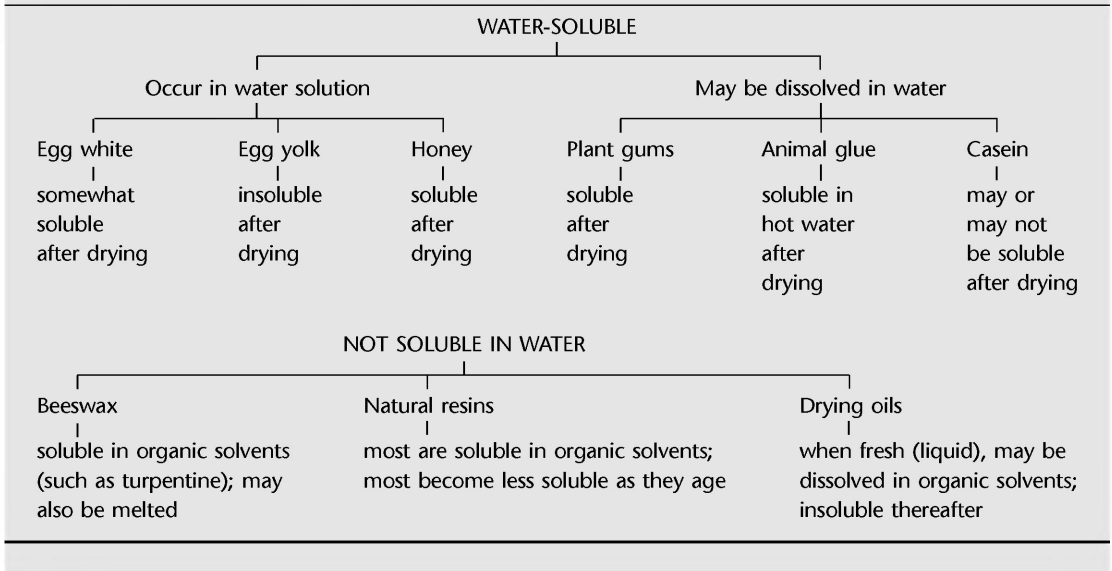 WATER-SOLUBLE
Occur in water solution
May be dissolved in water
Egg white
somewhat
soluble
after drying
Egg yolk
insoluble
after
drying
Honey
soluble
after
drying
Plant gums
soluble
after
drying
Animal glue
soluble in
hot water
after
drying
Casein
may or
may not
be soluble
after drying
NOT SOLUBLE IN WATER
Beeswax
soluble in organic solvents
(such as turpentine); may
also be melted
Natural resins
most are soluble in organic solvents;
most become less soluble as they age
Drying oils
when fresh (liquid), may be
dissolved in organic solvents;
insoluble thereafter